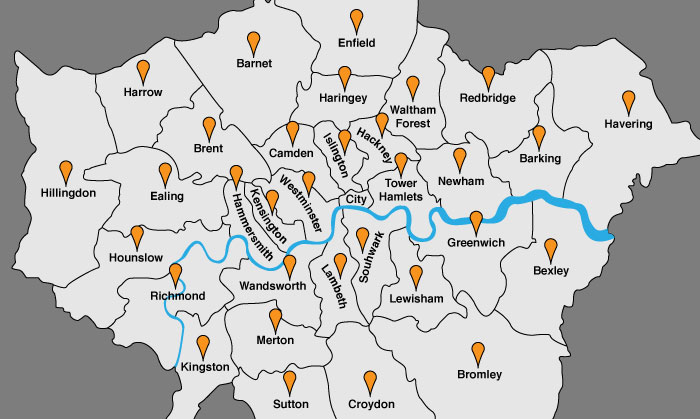 Enfield
Barnet
Harrow
Haringey
Waltham
Forest
Redbridge
Havering
Brent
Camden
Islington
Hackney
Barking
Hillingdon
Ealing
Hammersmith
Kensington
Westminster
City
Tower
Hamlets
Newham
Hounslow
Richmond
Wandsworth
Lambeth
Souhwark
Greenwich
Lewisham
Bexley
Kingston
Merton
Bromley
Sutton
Croydon